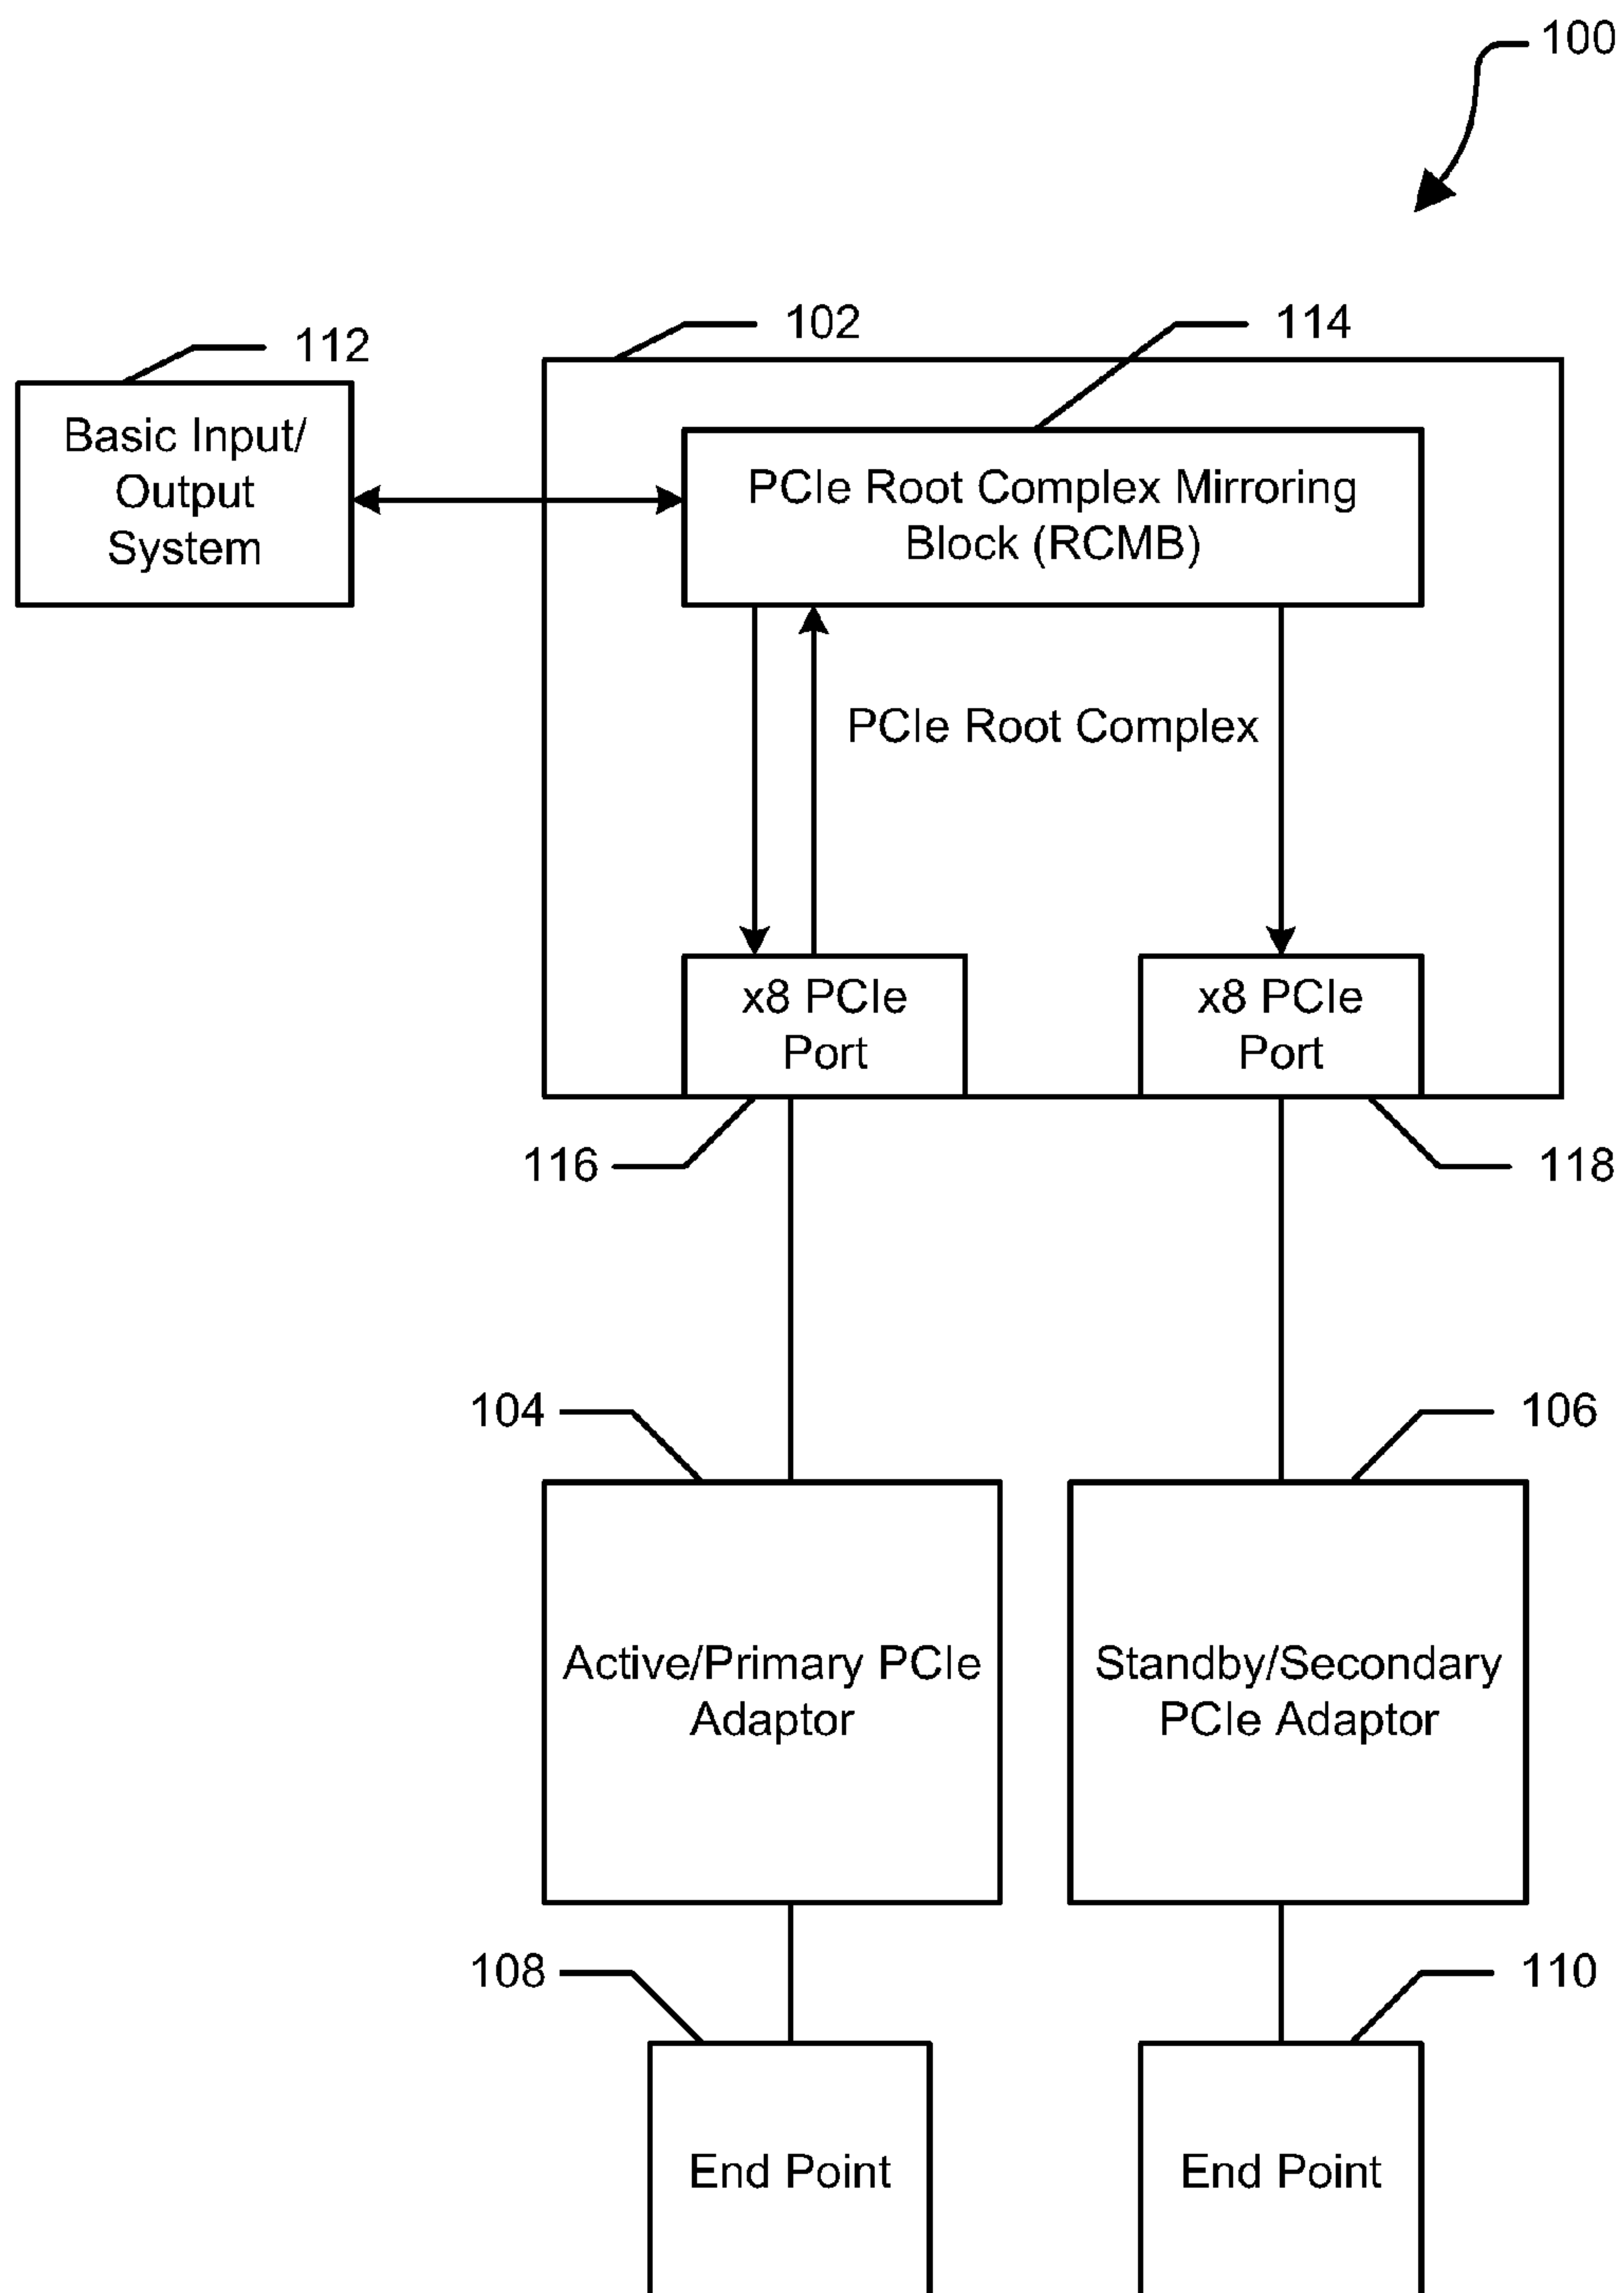 100
102
114
112
Basic Input/
Output
System
PCIe Root Complex Mirroring
Block (RCMB)
PCIe Root Complex
x8 PCIe
Port
x8 PCIe
Port
116
118
104
106
Active/Primary PCIe
Adaptor
Standby/Secondary
PCIe Adaptor
108
110
End Point
End Point